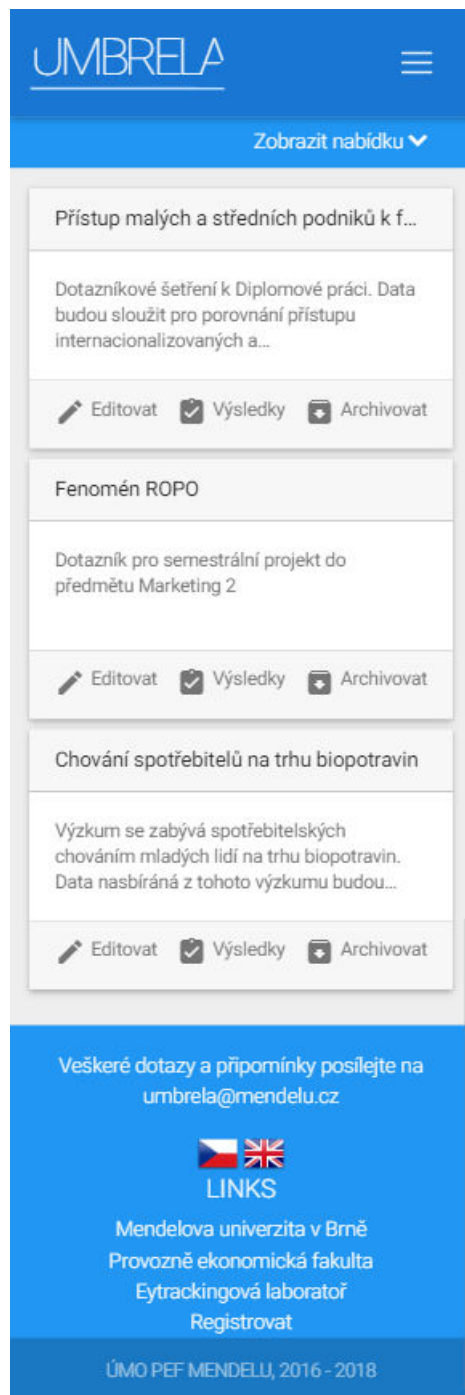 UMBRELA
Zobrazit nabídku
Přístup malých a středních podniků k f...
Dotazníkové šetření k Diplomové práci. Data
budou sloužit pro porovnání přístupu
internacionalizovaných a...
Editovat Výsledky Archivovat
Fenomén ROPO
Dotazník pro semestrální projekt do
předmětu Marketing 2
Editovat Výsledky Archivovat
Chování spotřebitelů na trhu biopotravin
Výzkum se zabývá spotřebitelských
chováním mladých lidí na trhu biopotravin.
Data nasbíráná z tohoto výzkumu budou...
Editovat Výsledky Archivovat
Veškeré dotazy a připomínky posílejte na
umbrela@mendelu.cz
LINKS
Mendelova univerzita v Brně
Provozně ekonomická fakulta
Eytrackingová laboratoř
Registrovat
ÚMO PEF MENDELU, 2016 - 2018